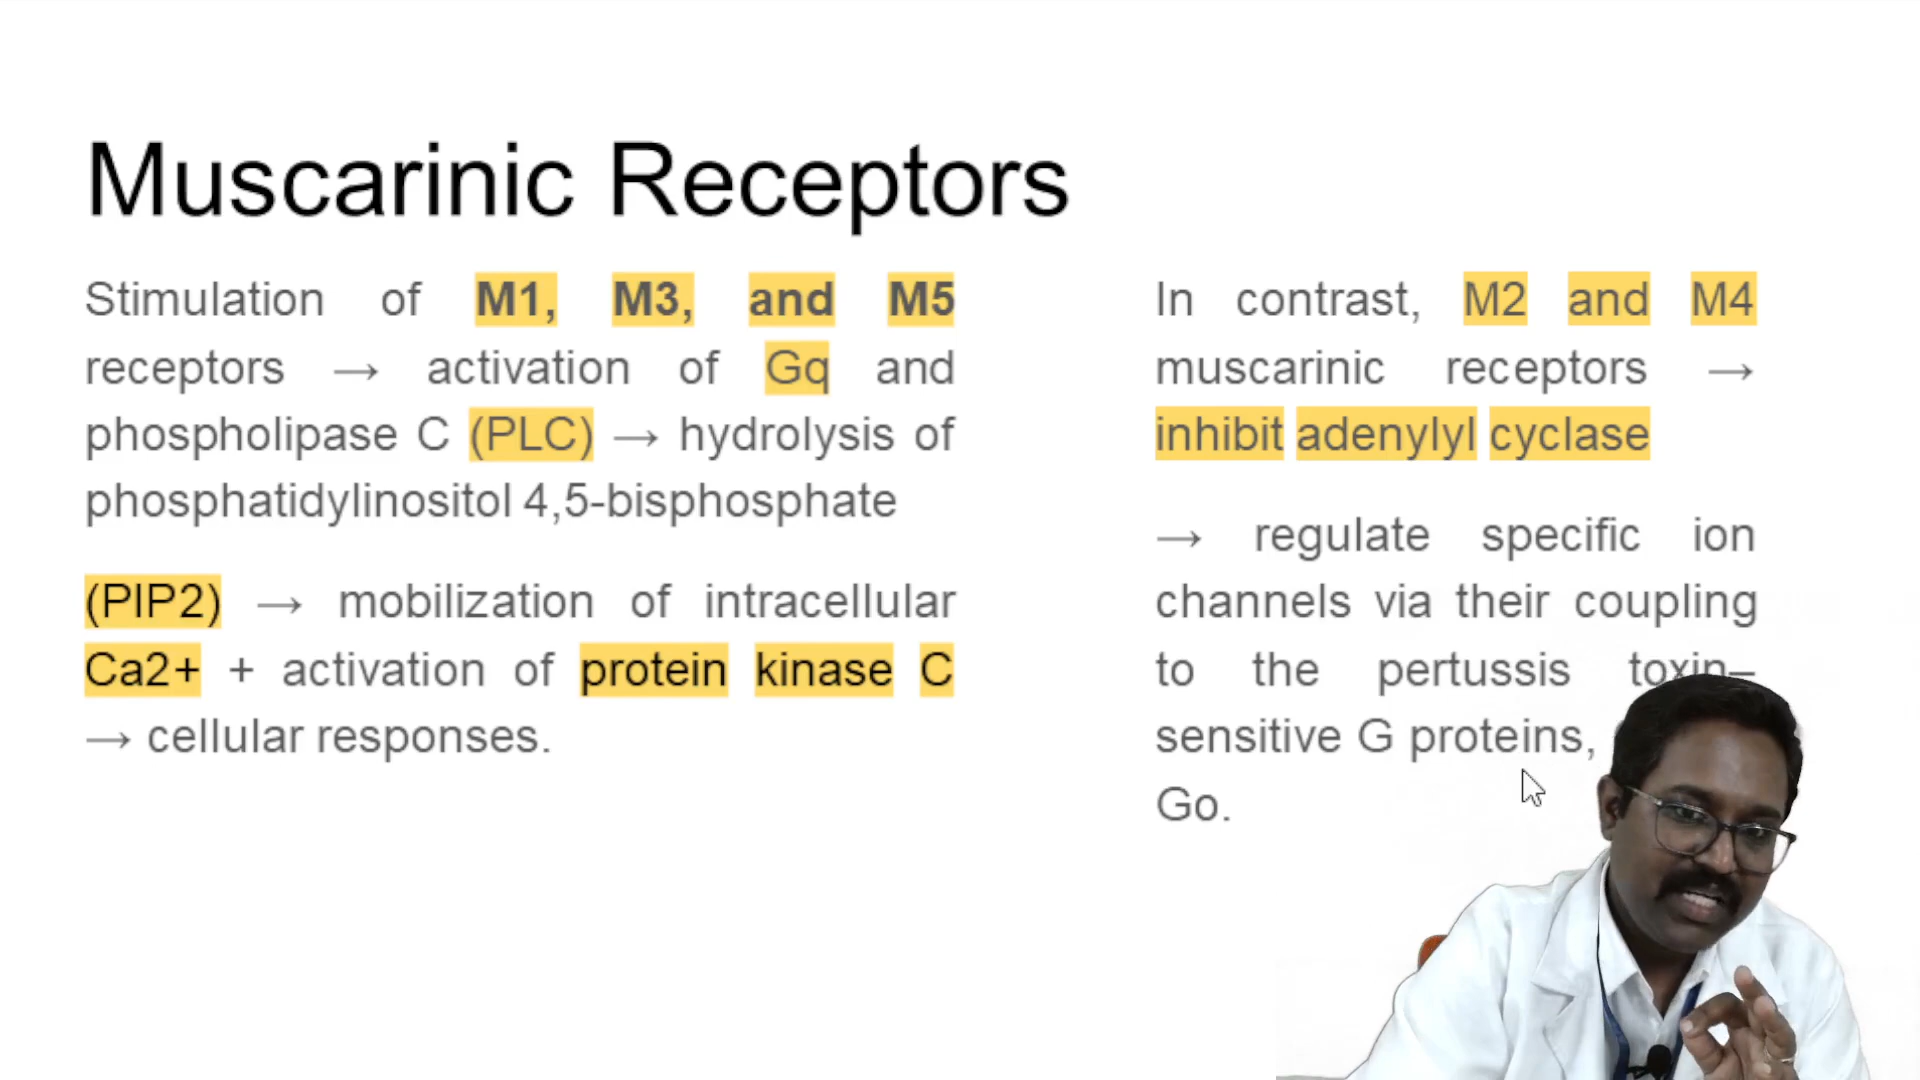 Muscarinic Receptors
Stimulation of M1, M3, and M5
receptors → activation of Gq and
phospholipase C (PLC) → hydrolysis of
phosphatidylinositol 4,5-bisphosphate
(PIP2) → mobilization of intracellular
Ca2+ + activation of protein kinase C
→ cellular responses.
In contrast, M2 and M4
muscarinic receptors →
inhibit adenylyl cyclase
→ regulate specific ion
channels via their coupling
to the pertussis toxin–
sensitive G proteins,
Go.